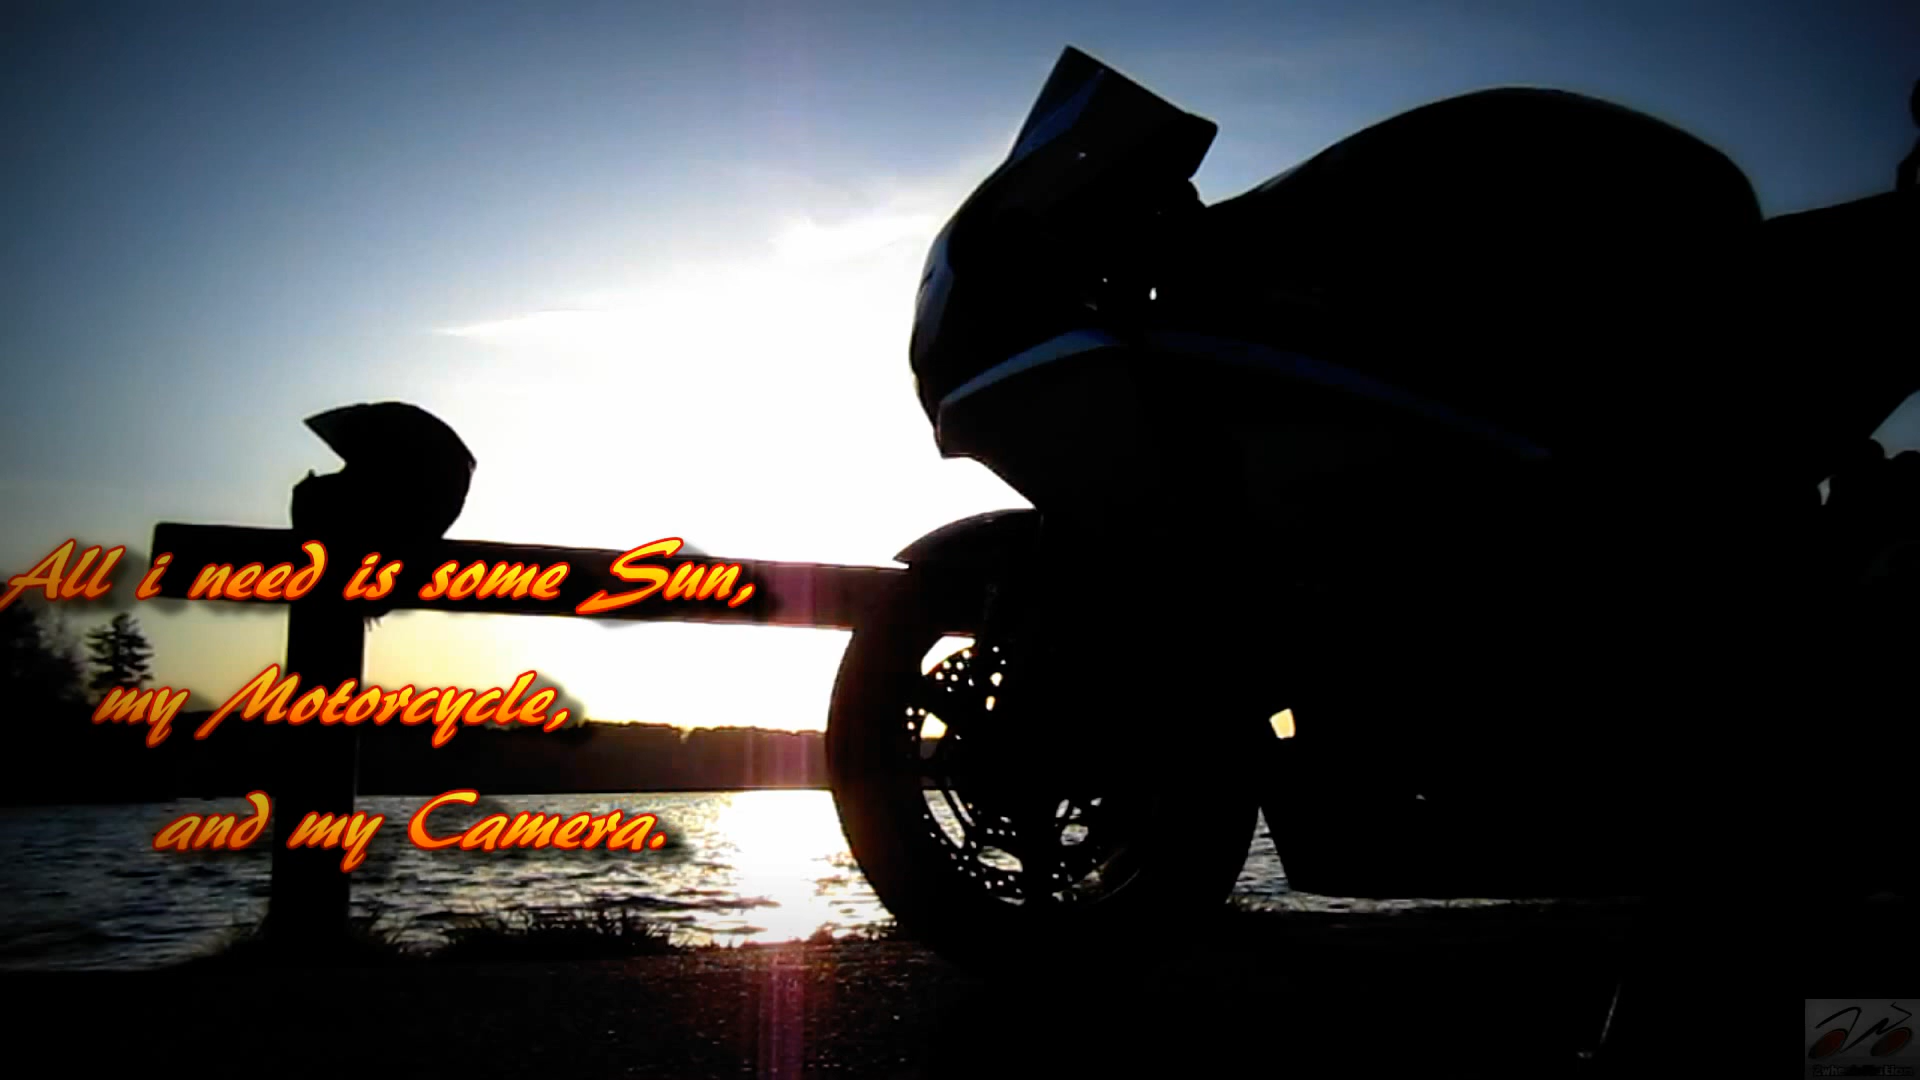 All i need is some Sun,
my Motorcycle,
and my Camera.